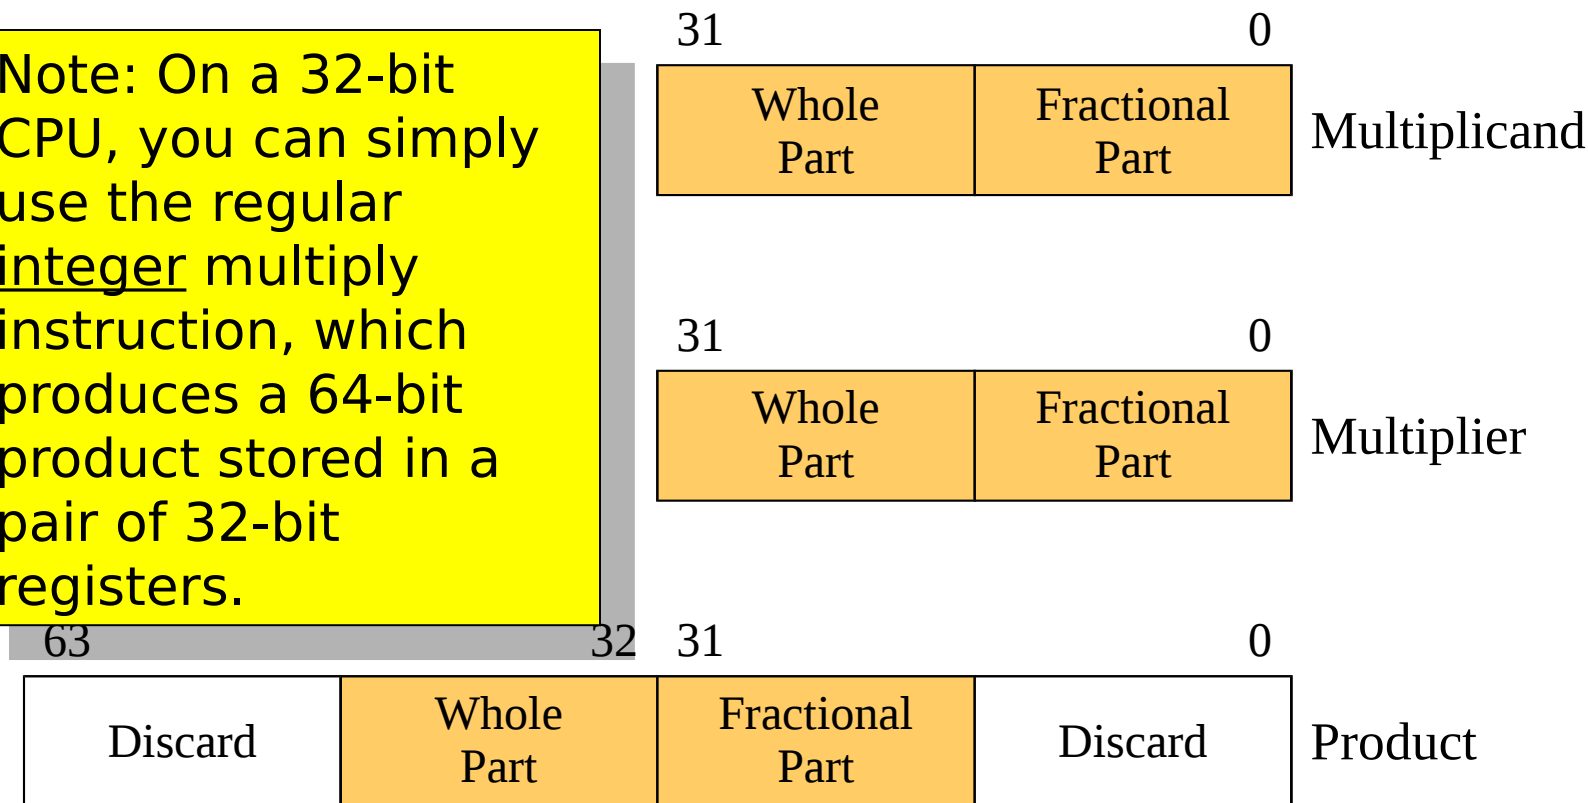 Note: On a 32-bit
CPU, you can simply
use the regular
integer multiply
instruction, which
produces a 64-bit
product stored in a
pair of 32-bit
registers.
31 0
Whole
Part
Fractional
Part
Multiplicand
31 0
Whole
Part
Fractional
Part
Multiplier
63 32 31 0
Discard
Whole
Part
Fractional
Part
Discard
Product